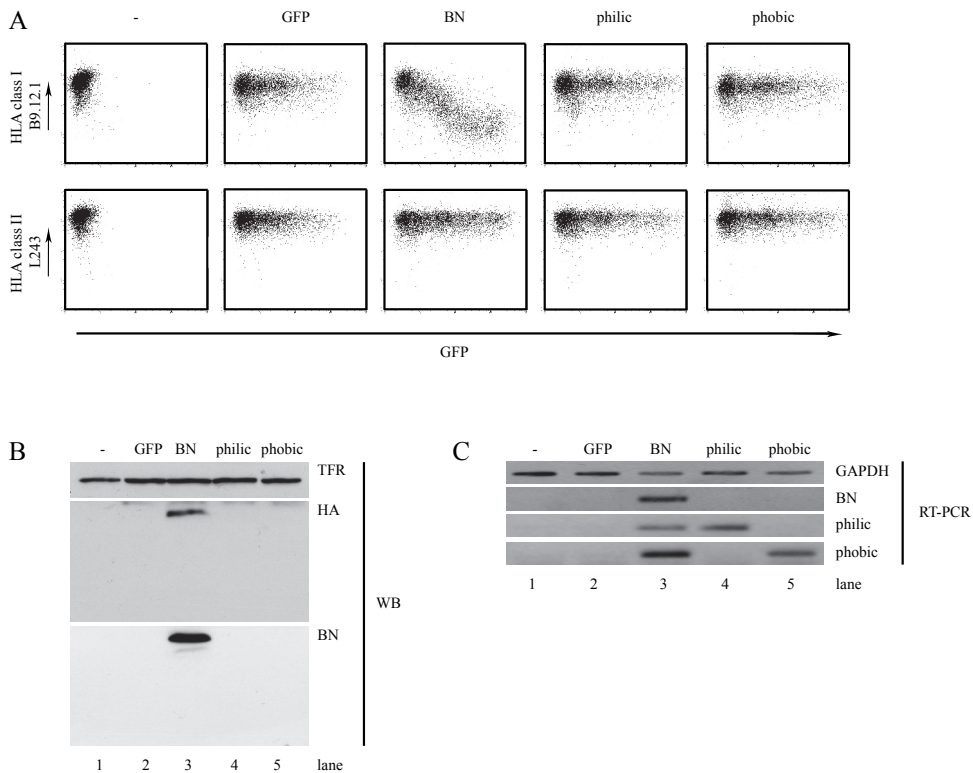 A
- GFP BN philic phobic
HLA class I
B9.12.1
HLA class II
L243
GFP
B
- GFP BN philic phobic
TFR
HA
BN
WB
1 2 3 4 5 lane
C
- GFP BN philic phobic
GAPDH
BN
philic
phobic
RT-PCR
1 2 3 4 5 lane